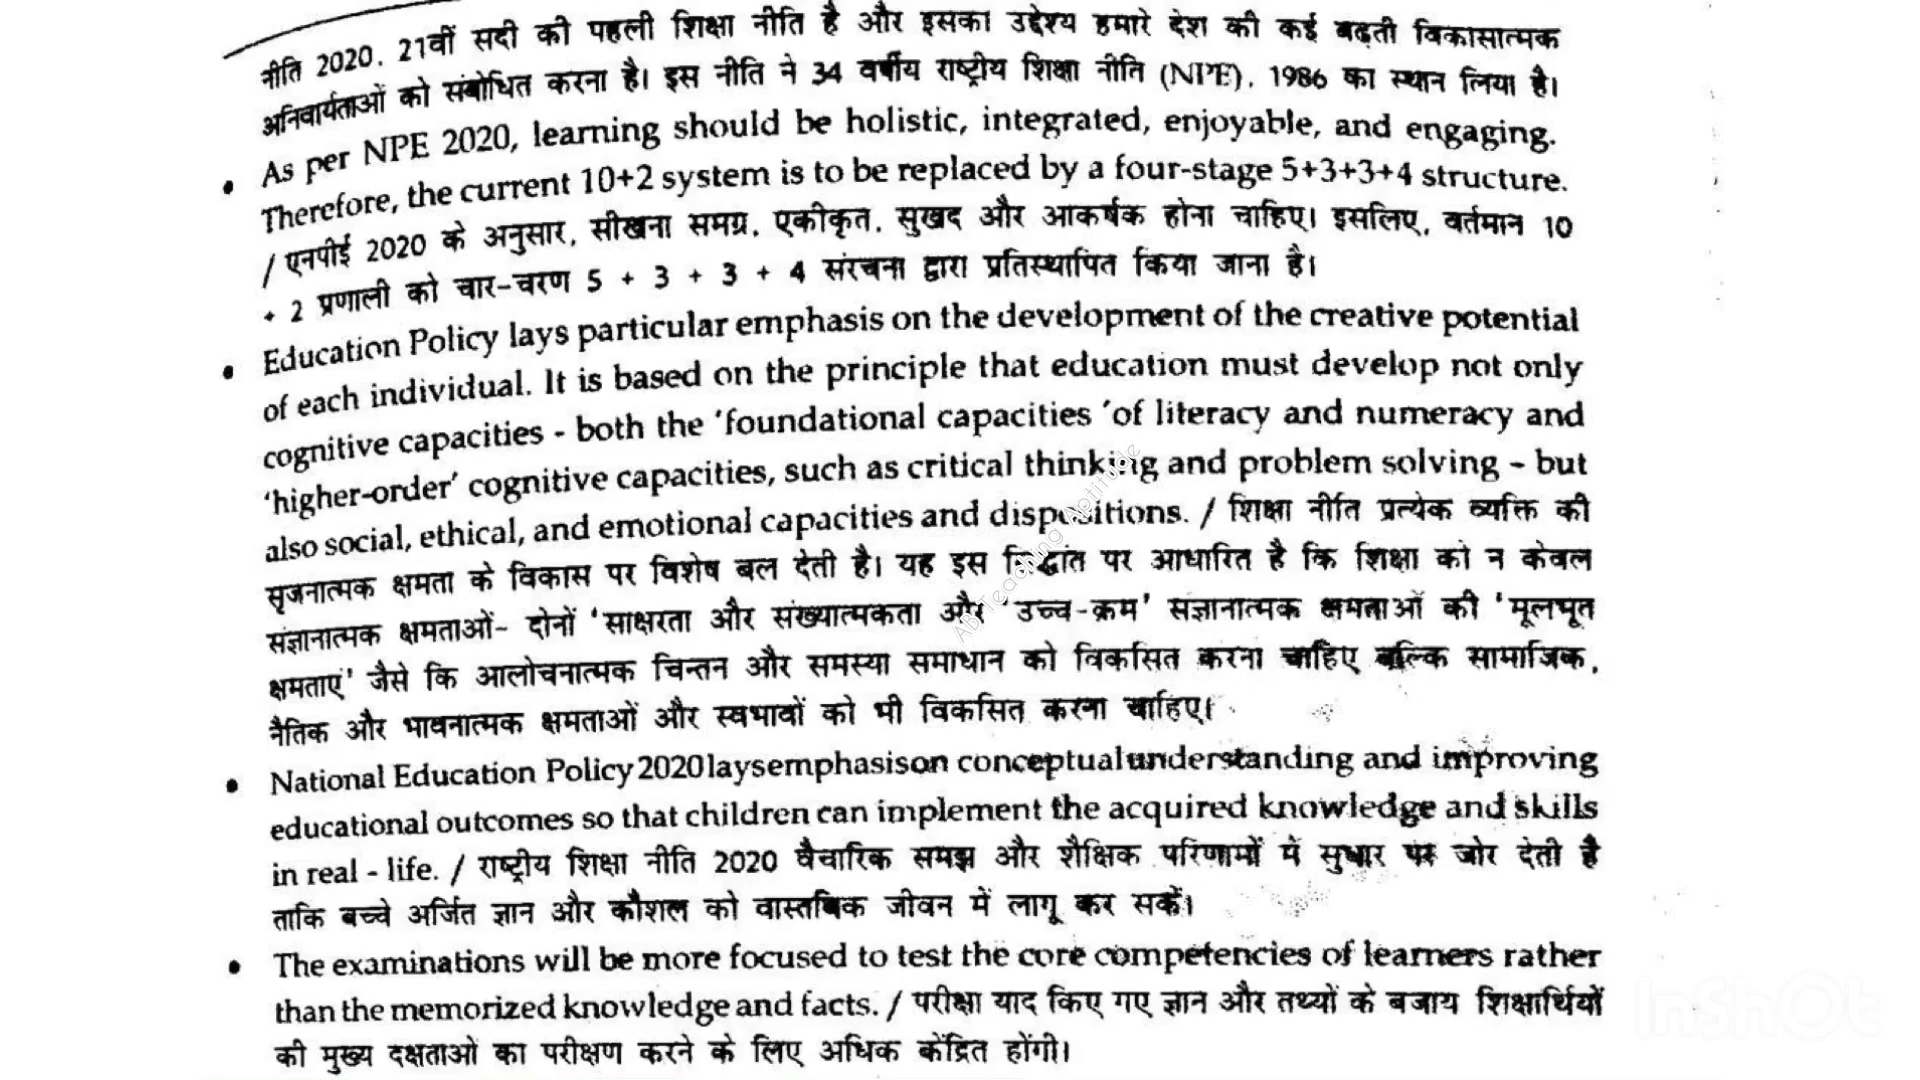 नीति 2020, 21वीं सदी की पहली शिक्षा नीति है और इसका उद्देश्य हमारे देश की कई बढ़ती विकासात्मक
अनिवार्यताओं को संबोधित करना है। इस नीति ने 34 वर्षीय राष्ट्रीय शिक्षा नीति (NPE), 1986 का स्थान लिया है।
• As per NPE 2020, learning should be holistic, integrated, enjoyable, and engaging.
Therefore, the current 10+2 system is to be replaced by a four-stage 5+3+3+4 structure.
/ एनपीई 2020 के अनुसार, सीखना समग्र, एकीकृत, सुखद और आकर्षक होना चाहिए। इसलिए, वर्तमान 10
+ 2 प्रणाली को चार-चरण 5 + 3 + 3 + 4 संरचना द्वारा प्रतिस्थापित किया जाना है।
• Education Policy lays particular emphasis on the development of the creative potential
of each individual. It is based on the principle that education must develop not only
cognitive capacities - both the 'foundational capacities 'of literacy and numeracy and
'higher-order' cognitive capacities, such as critical thinking and problem solving - but
also social, ethical, and emotional capacities and dispositions. / शिक्षा नीति प्रत्येक व्यक्ति की
सृजनात्मक क्षमता के विकास पर विशेष बल देती है। यह इस सिद्धांत पर आधारित है कि शिक्षा को न केवल
संज्ञानात्मक क्षमताओं- दोनों 'साक्षरता और संख्यात्मकता और 'उच्च-क्रम' संज्ञानात्मक क्षमताओं की 'मूलभूत
क्षमताएं' जैसे कि आलोचनात्मक चिन्तन और समस्या समाधान को विकसित करना चाहिए बल्कि सामाजिक,
नैतिक और भावनात्मक क्षमताओं और स्वभावों को भी विकसित करना चाहिए।
• National Education Policy 2020 lays emphasis on conceptual understanding and improving
educational outcomes so that children can implement the acquired knowledge and skills
in real - life. / राष्ट्रीय शिक्षा नीति 2020 वैचारिक समझ और शैक्षिक परिणामों में सुधार पर जोर देती है
ताकि बच्चे अर्जित ज्ञान और कौशल को वास्तविक जीवन में लागू कर सकें।
• The examinations will be more focused to test the core competencies of learners rather
than the memorized knowledge and facts. / परीक्षा याद किए गए ज्ञान और तथ्यों के बजाय शिक्षार्थियों
की मुख्य दक्षताओं का परीक्षण करने के लिए अधिक केंद्रित होंगी।
AB Teaching Aptitude
InShOt